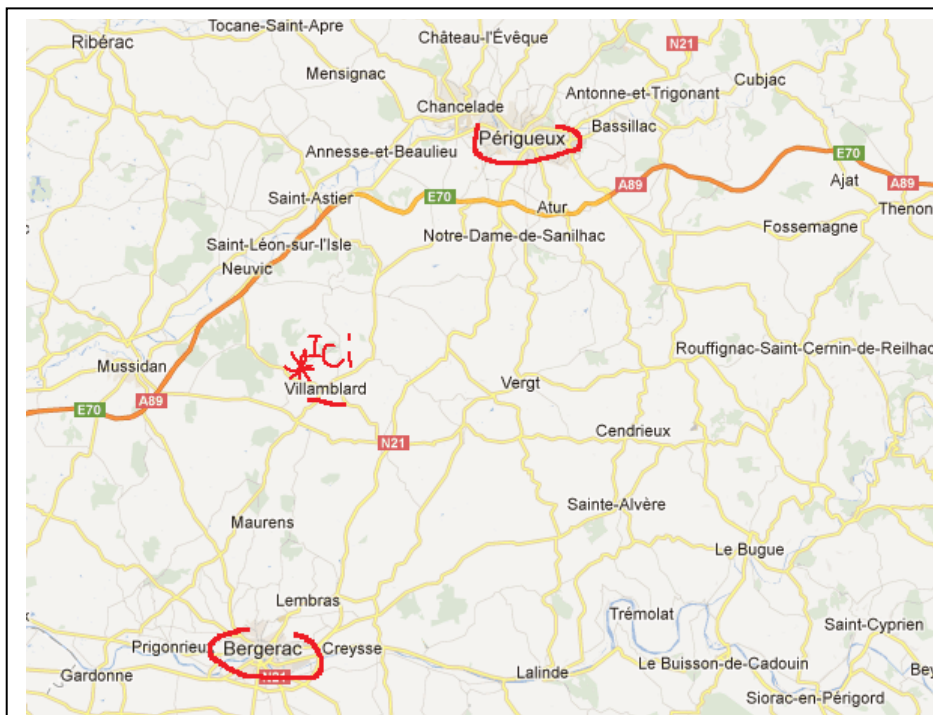 Tocane-Saint-Apre
Ribérac
Château-l'Évêque
N21
Mensignac
Cubjac
Chancelade
Antonne-et-Trigonant
Périgueux
Bassillac
Annesse-et-Beaulieu
E70
Ajat
A89
A89
Saint-Astier
E70
Atur
Thenon
Fossemagne
Notre-Dame-de-Sanilhac
Saint-Léon-sur-l'Isle
Neuvic
Ici
Rouffignac-Saint-Cernin-de-Reilhac
Mussidan
Villamblard
Vergt
A89
E70
Cendrieux
N21
Sainte-Alvère
Maurens
Le Bugue
Lembras
Trémolat
Saint-Cyprien
Prigonrieux
Bergerac
Creysse
Le Buisson-de-Cadouin
Bey
Gardonne
N21
Lalinde
Siorac-en-Périgord